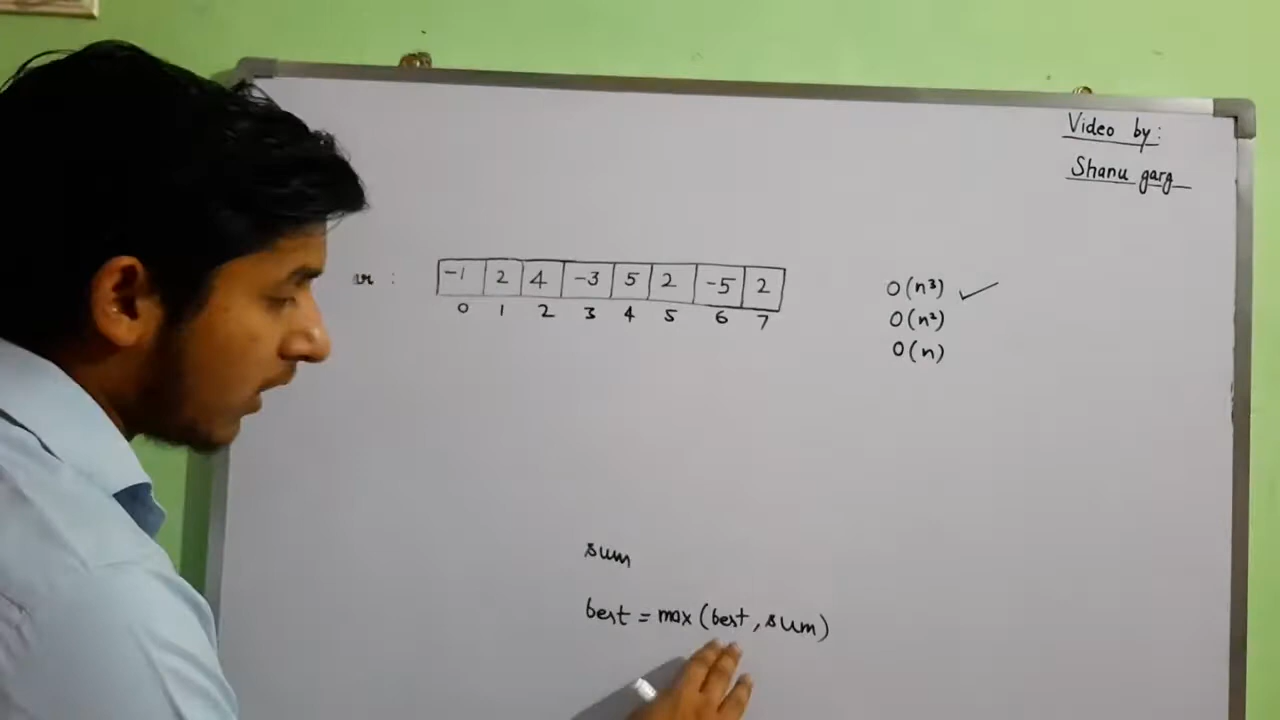 Video by:
Shanu garg
:
-1 2 4 -3 5 2 -5 2
0 1 2 3 4 5 6 7
O(n³) ✓
O(n²)
O(n)
sum
best = max(best, sum)